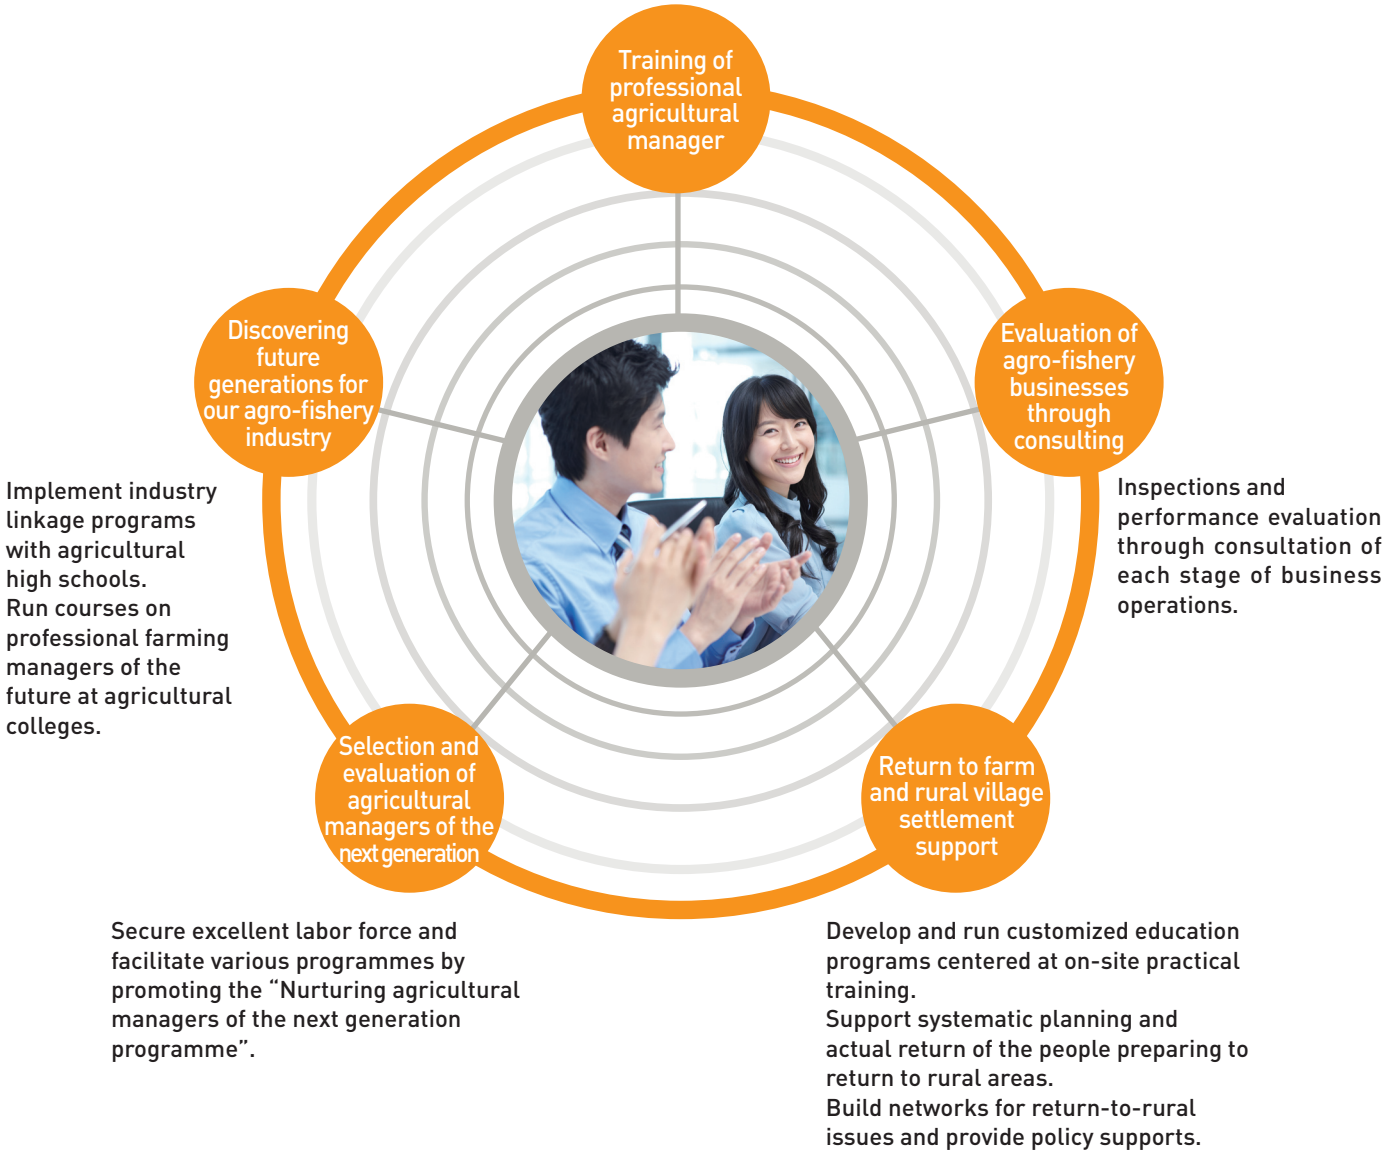 Training of
professional
agricultural
manager
Discovering
future
generations for
our agro-fishery
industry
Evaluation of
agro-fishery
businesses
through
consulting
Implement industry
linkage programs
with agricultural
high schools.
Run courses on
professional farming
managers of the
future at agricultural
colleges.
Inspections and
performance evaluation
through consultation of
each stage of business
operations.
Selection and
evaluation of
agricultural
managers of the
next generation
Return to farm
and rural village
settlement
support
Secure excellent labor force and
facilitate various programmes by
promoting the “Nurturing agricultural
managers of the next generation
programme”.
Develop and run customized education
programs centered at on-site practical
training.
Support systematic planning and
actual return of the people preparing to
return to rural areas.
Build networks for return-to-rural
issues and provide policy supports.